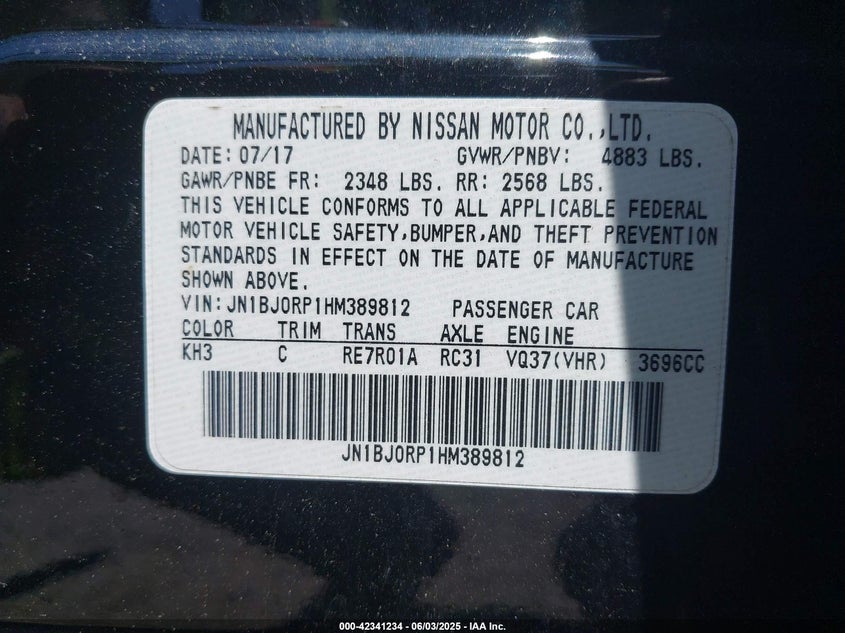 MANUFACTURED BY NISSAN MOTOR CO.,LTD.
DATE: 07/17 GVWR/PNBV: 4883 LBS.
GAWR/PNBE FR: 2348 LBS. RR: 2568 LBS.
THIS VEHICLE CONFORMS TO ALL APPLICABLE FEDERAL
MOTOR VEHICLE SAFETY,BUMPER,AND THEFT PREVENTION
STANDARDS IN EFFECT ON THE DATE OF MANUFACTURE
SHOWN ABOVE.
VIN:JN1BJ0RP1HM389812 PASSENGER CAR
COLOR TRIM TRANS AXLE ENGINE
KH3 C RE7R01A RC31 VQ37(VHR) 3696CC
JN1BJ0RP1HM389812
000-42341234 - 06/03/2025 - IAA Inc.